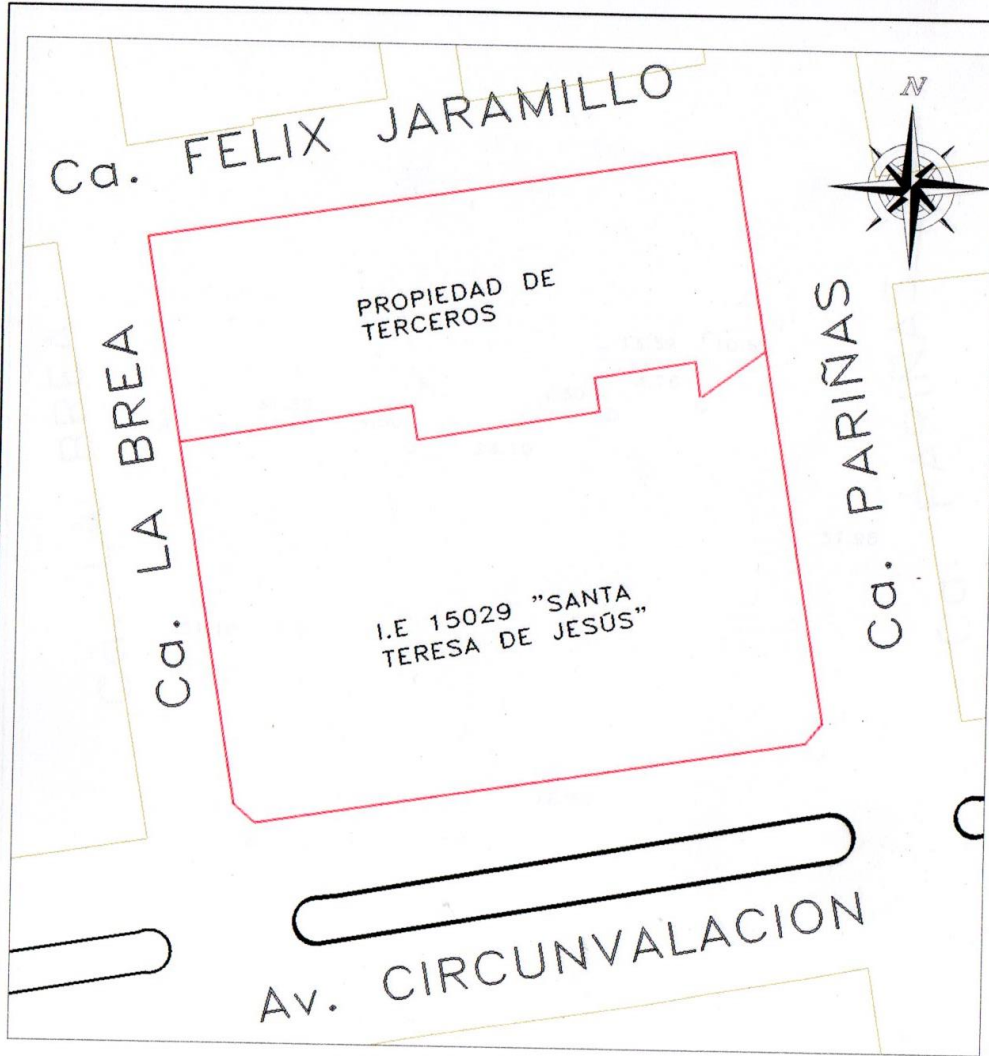 Ca. FELIX JARAMILLO
N
PROPIEDAD DE
TERCEROS
Ca. LA BREA
Ca. PARIÑAS
I.E 15029 "SANTA
TERESA DE JESÚS"
Av. CIRCUNVALACION